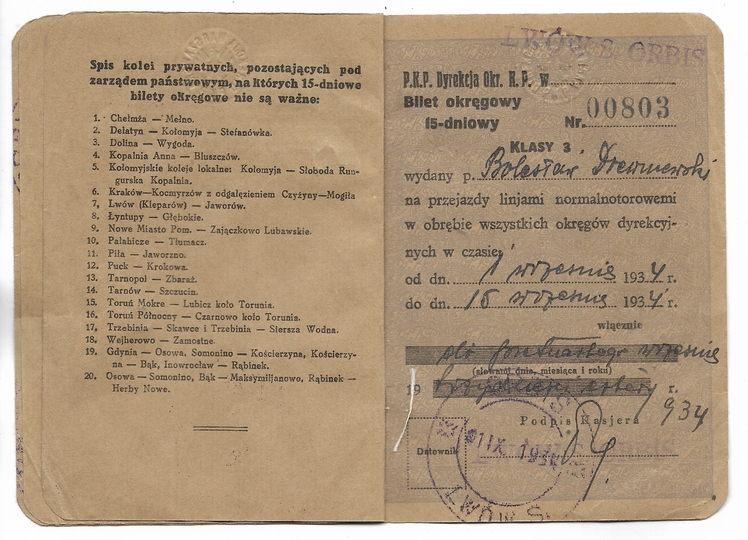 Spis kolei prywatnych, pozostających pod
zarządem państwowym, na których 15-dniowe
bilety okręgowe nie są ważne:
1. Chełmża — Mełno.
2. Delatyn — Kołomyja — Stefanówka.
3. Dolina — Wygoda.
4. Kopalnia Anna — Bluszczów.
5. Kołomyjskie koleje lokalne: Kołomyja — Słoboda Run-
gurska Kopalnia.
6. Kraków—Kocmyrzów z odgałęzieniem Czyżyny—Mogiła
7, Lwów (Kleparów) — Jaworów.
8. Łyntupy — Głębokie.
9. Nowe Miasto Pom. — Zajączkowo Lubawskie.
10. Palahicze — Tłumacz.
11. Piła — Jaworzno.
12. Puck — Krokowa.
13. Tarnopol — Zbaraż.
14. Tarnów — Szczucin.
15. Toruń Mokre — Lubicz koło Torunia.
16. Toruń Północny — Czarnowo koło Torunia.
17, Trzebinia — Skawce i Trzebinia — Siersza Wodna.
18. Wejherowo — Zamostne.
19. Gdynia — Osowa, Somonino — Kościerzyna, Kościerzy-
na — Bąk, Inowrocław — Rąbinek.
20. Osowa — Somonino, Bąk — Maksymiljanowo, Rąbinek —
Herby Nowe.
LWÓW S. ORBIS
P.K.P. Dyrekcja Okr. K.P. w
Bilet okręgowy
15-dniowy Nr. 00803
KLASY 3
wydany p. Bolesław Drewnewski
na przejazdy linjami normalnotorowemi
w obrębie wszystkich okręgów dyrekcyj-
nych w czasie:
od dn. 1 września 1934 r.
do dn. 15 września 1934 r.
włącznie
września
(słowami dnia, miesiąca i roku)
19 r.
934
Podpis Kasjera
Datownik
LWÓW S.